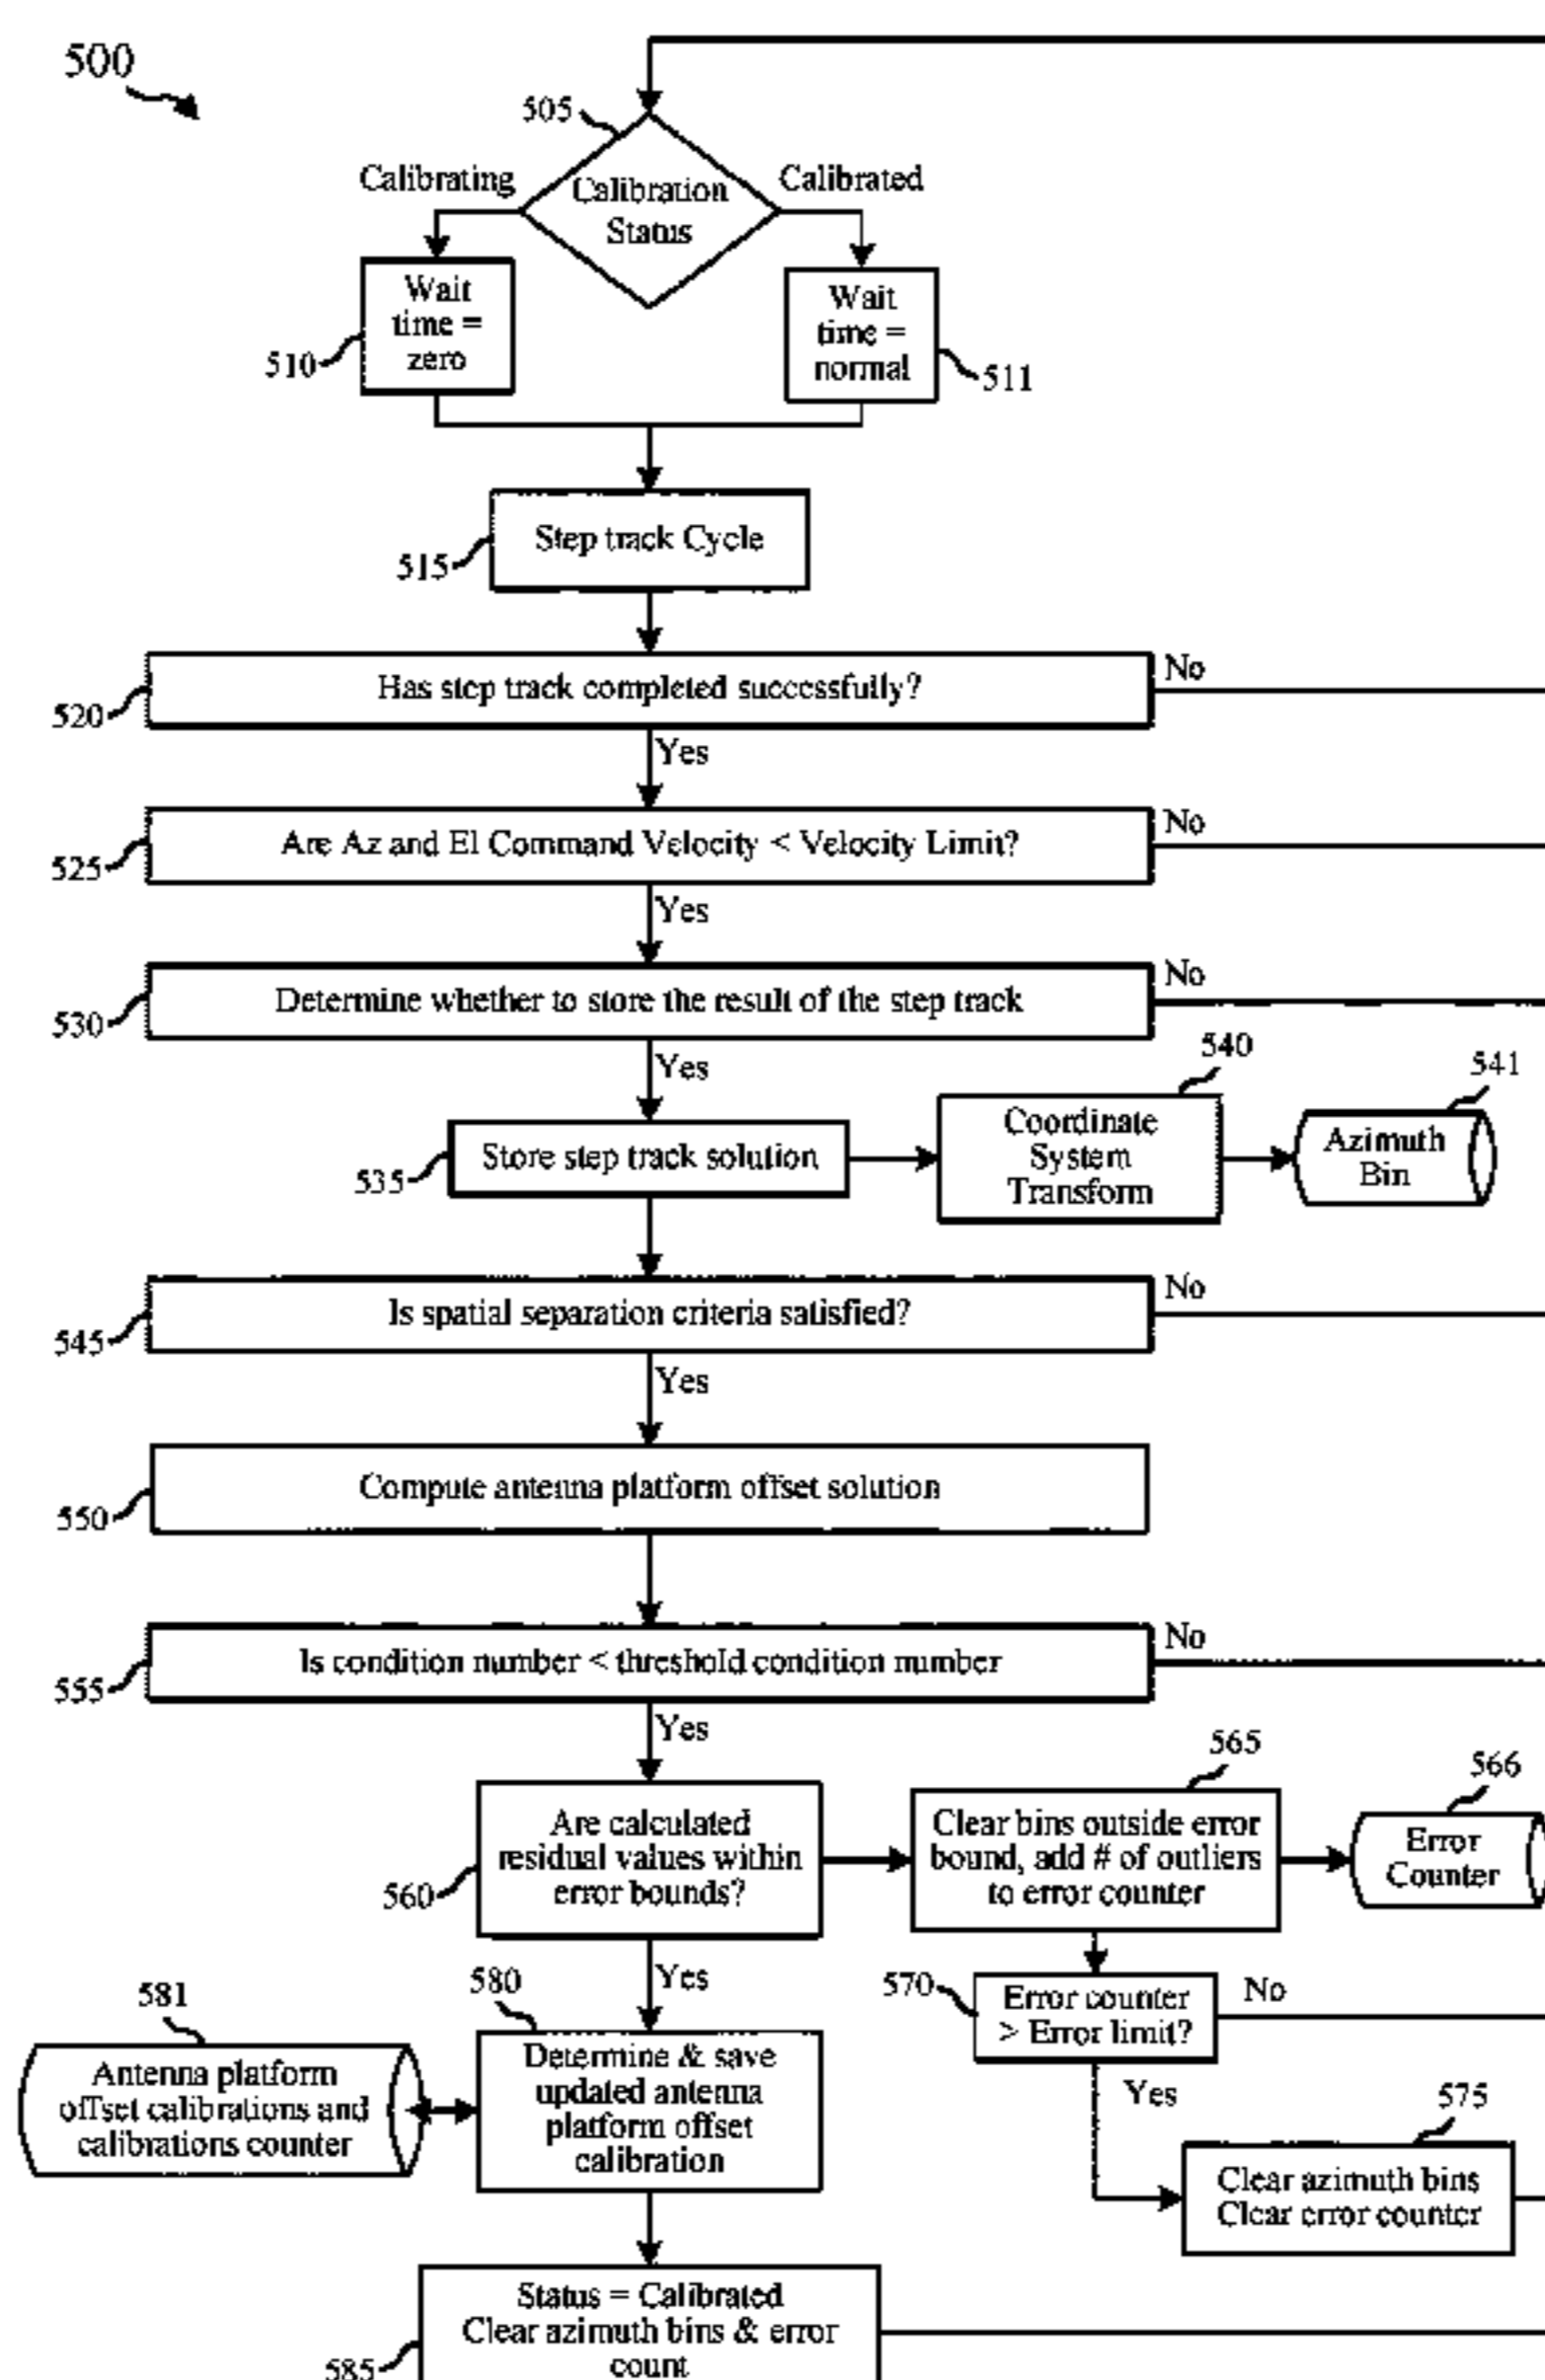 500
505
Calibrating
Calibration
Status
Calibrated
Wait
time =
zero
510
Wait
time =
normal
511
Step track Cycle
515
Has step track completed successfully?
No
520
Yes
Are Az and El Command Velocity < Velocity Limit?
No
525
Yes
Determine whether to store the result of the step track
No
530
Yes
Store step track solution
535
540
Coordinate
System
Transform
541
Azimuth
Bin
Is spatial separation criteria satisfied?
No
545
Yes
Compute antenna platform offset solution
550
Is condition number < threshold condition number
No
555
Yes
Are calculated
residual values within
error bounds?
560
565
Clear bins outside error
bound, add # of outliers
to error counter
566
Error
Counter
Yes
570
Error counter
> Error limit?
No
Yes
575
Clear azimuth bins
Clear error counter
580
Determine & save
updated antenna
platform offset
calibration
581
Antenna platform
offset calibrations and
calibrations counter
Status = Calibrated
Clear azimuth bins & error
count
585